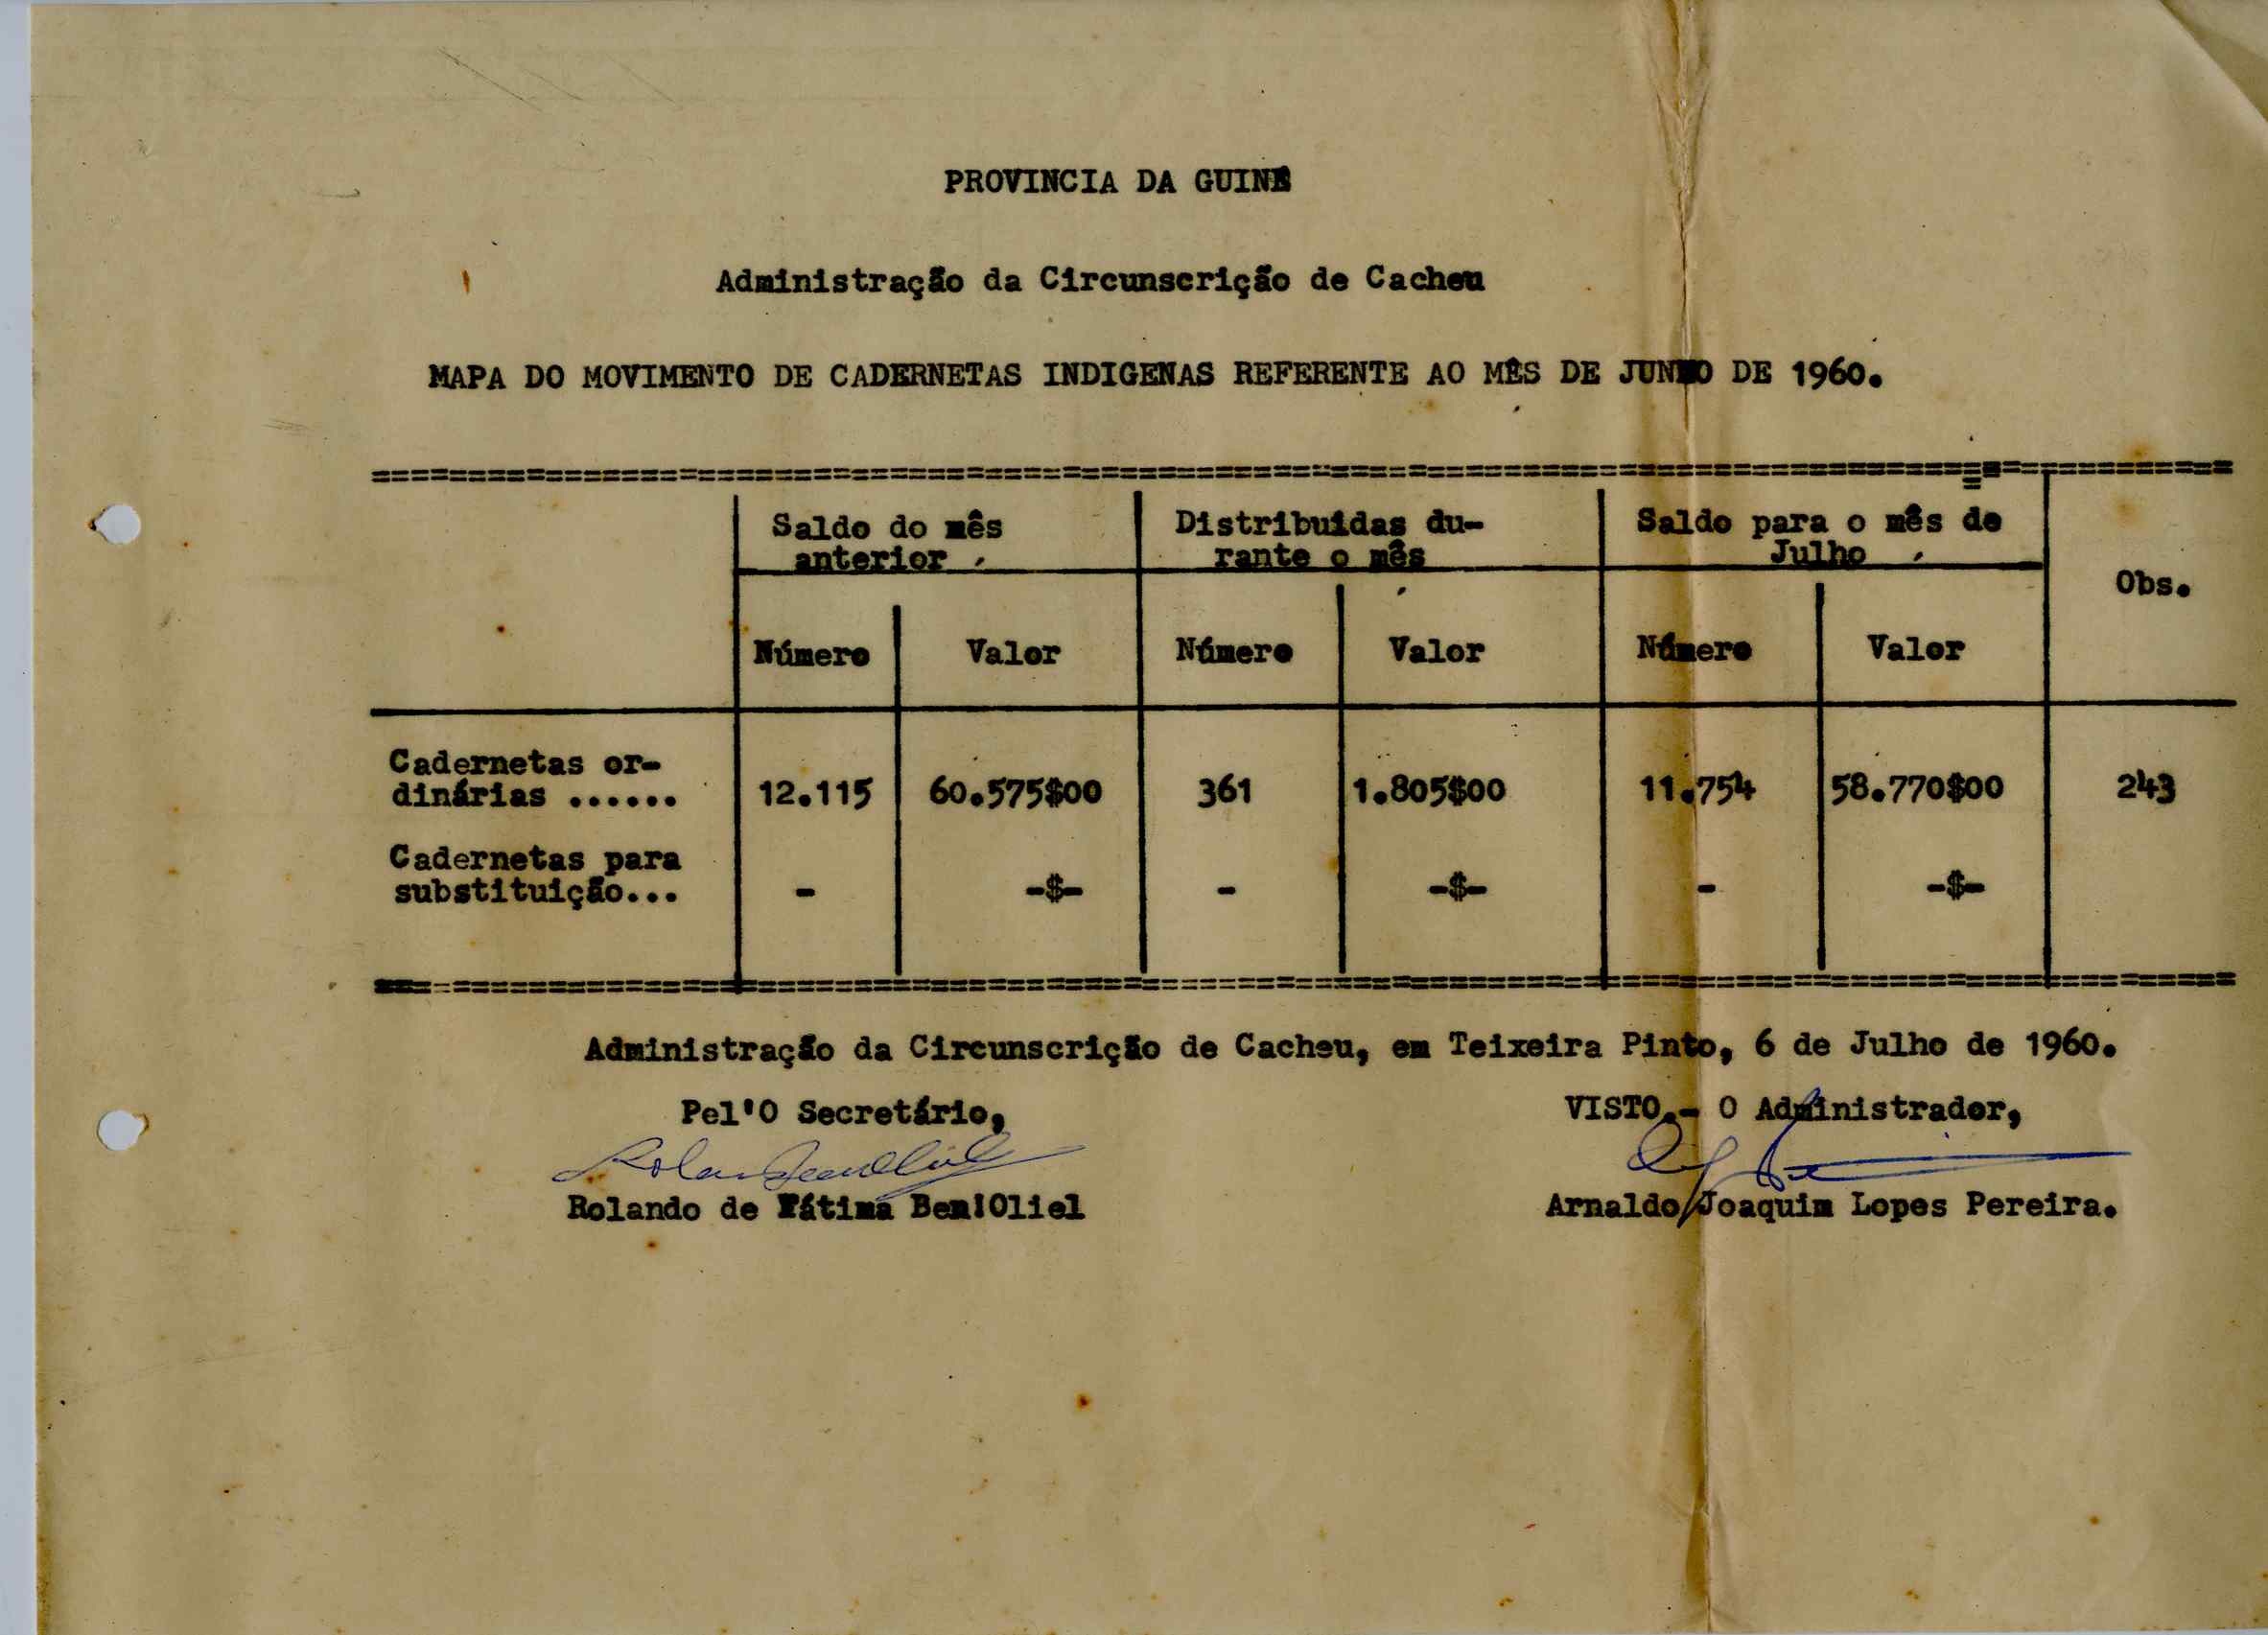 PROVINCIA DA GUINÉ
Administração da Circunscrição de Cacheu
MAPA DO MOVIMENTO DE CADERNETAS INDIGENAS REFERENTE AO MÊS DE JUNHO DE 1960.
Saldo do mês anterior
Distribuidas du-
rante o mês
Saldo para o mês de
Julho
Obs.
Número Valor Número Valor Número Valor
Cadernetas or-
dinárias ...... 12.115 60.575$00 361 1.805$00 11.754 58.770$00 243
Cadernetas para
substituição... - -$- - -$- - -$-
Administração da Circunscrição de Cacheu, em Teixeira Pinto, 6 de Julho de 1960.
Pel'O Secretário,
VISTO.- O Administrador,
Rolando de Fátima Ben'Oliel
Arnaldo Joaquim Lopes Pereira.